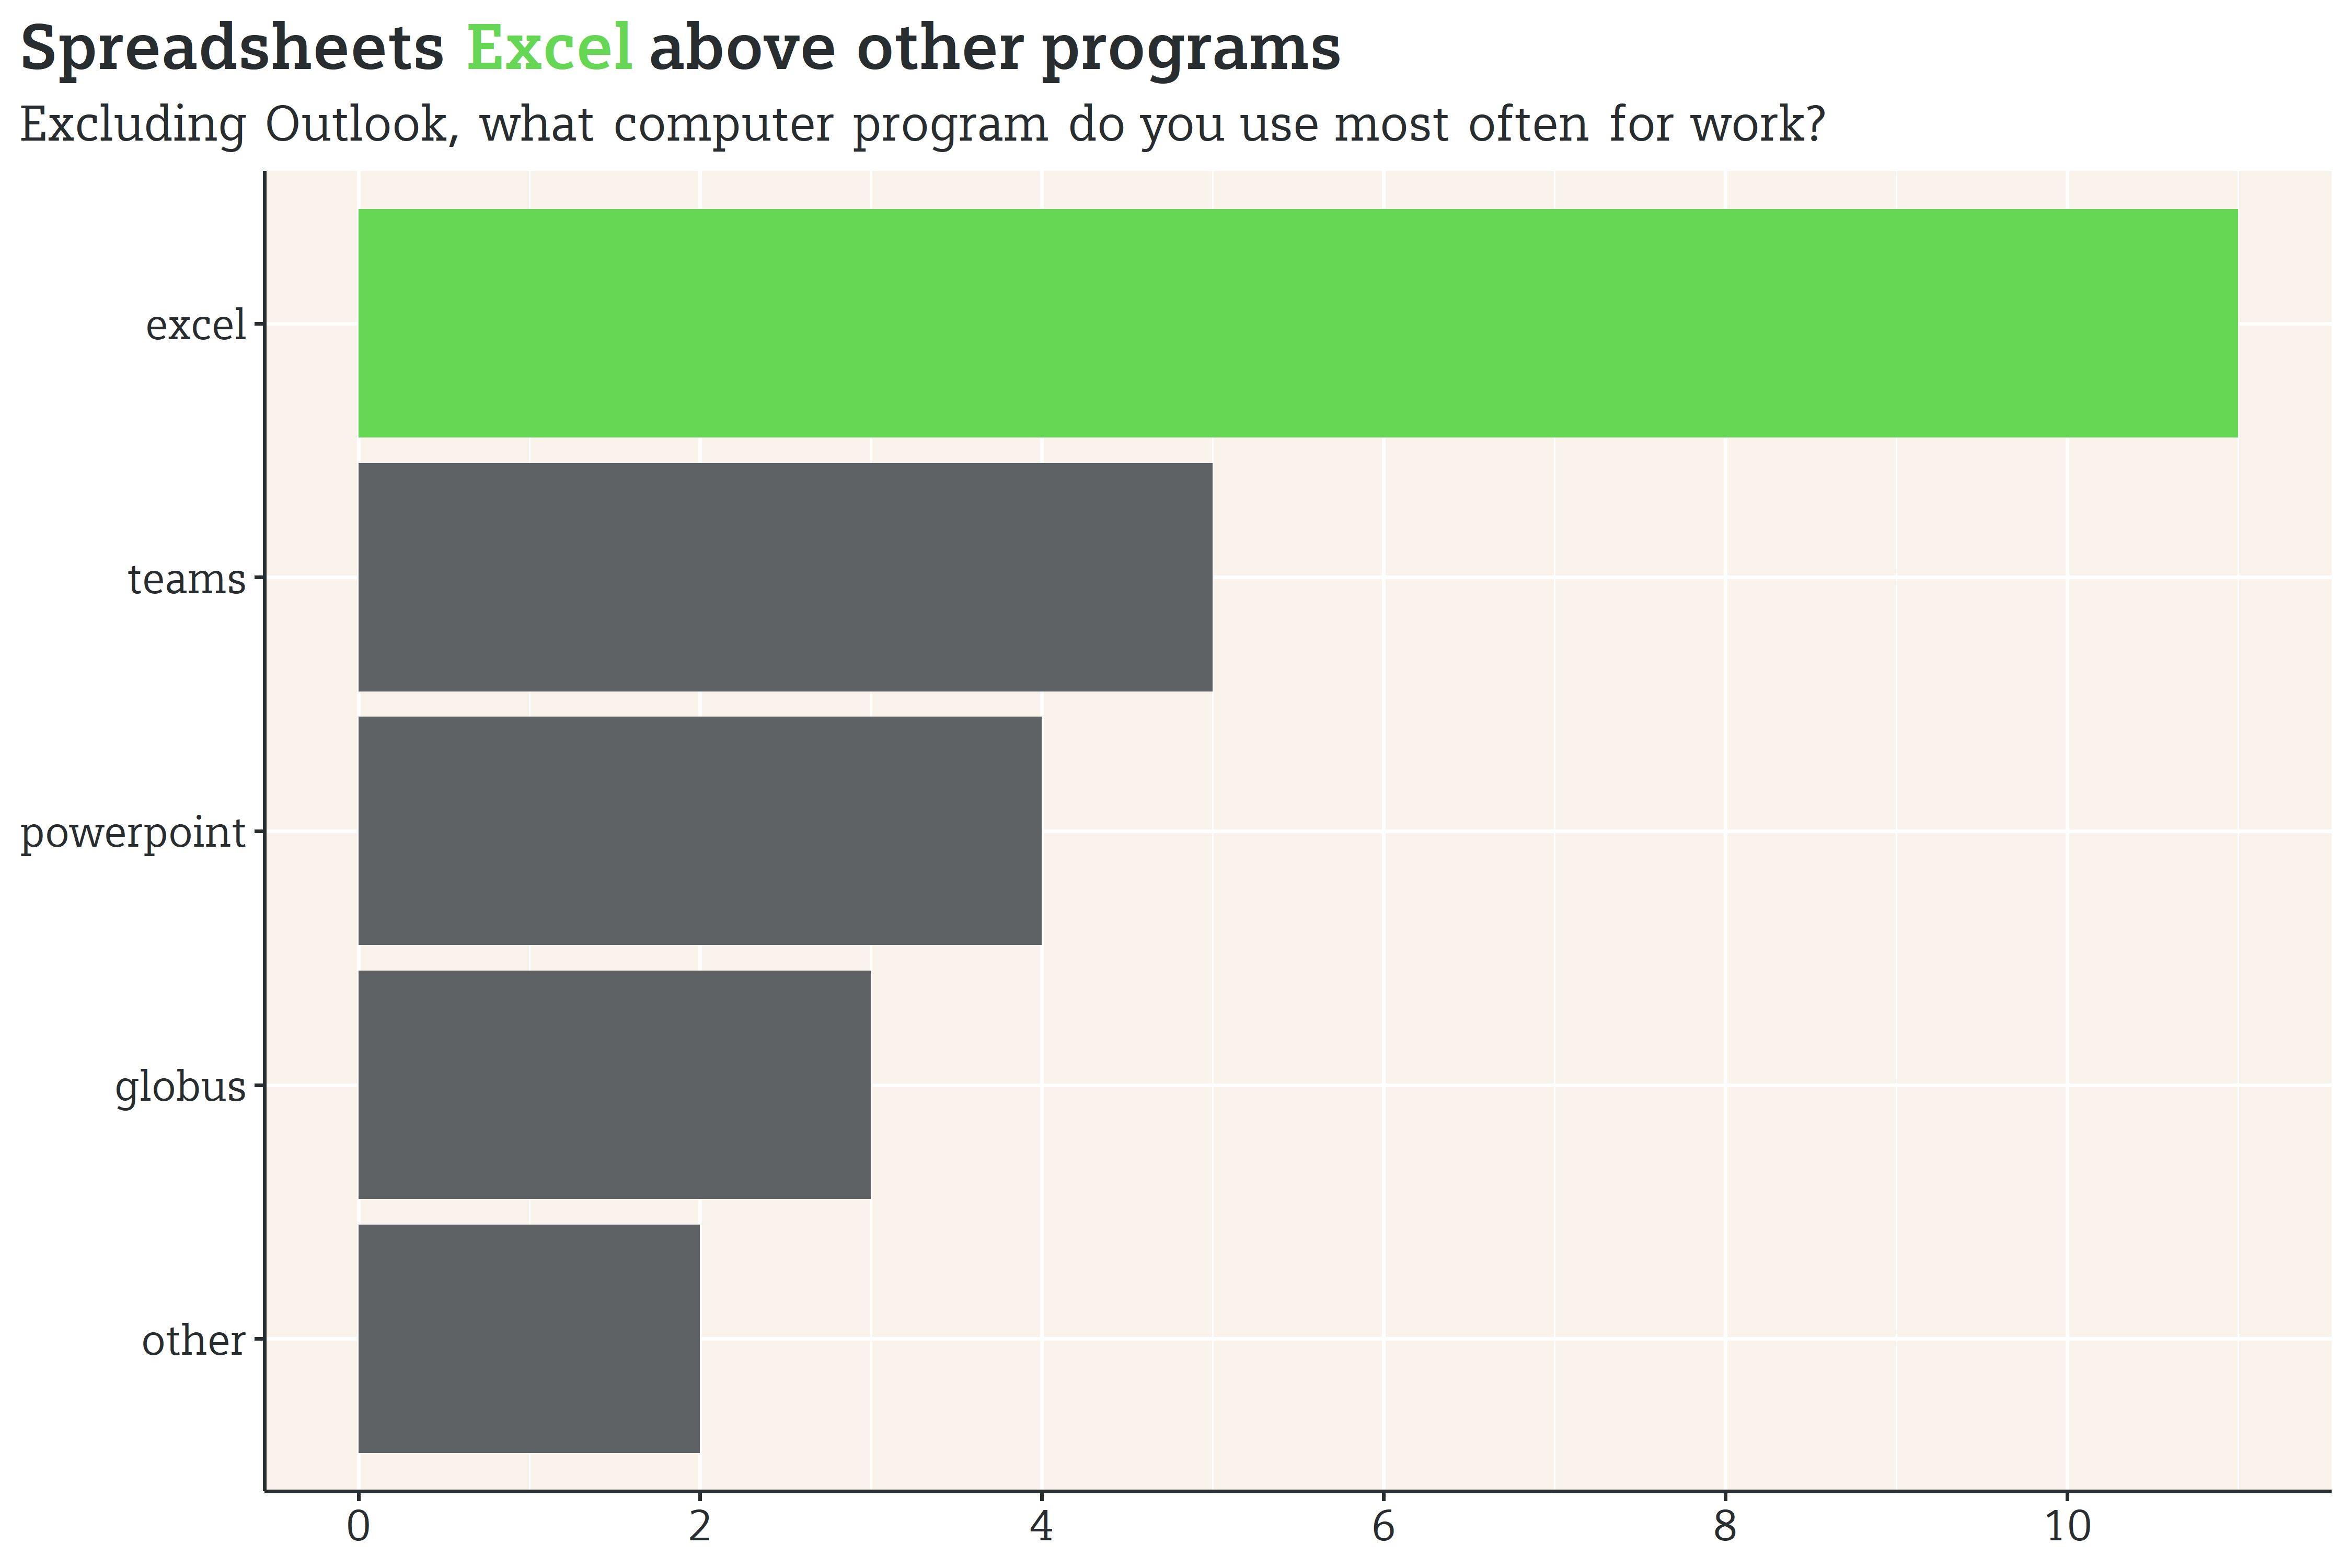 Spreadsheets Excel above other programs
Excluding Outlook, what computer program do you use most often for work?
excel
teams
powerpoint
globus
other
0 2 4 6 8 10